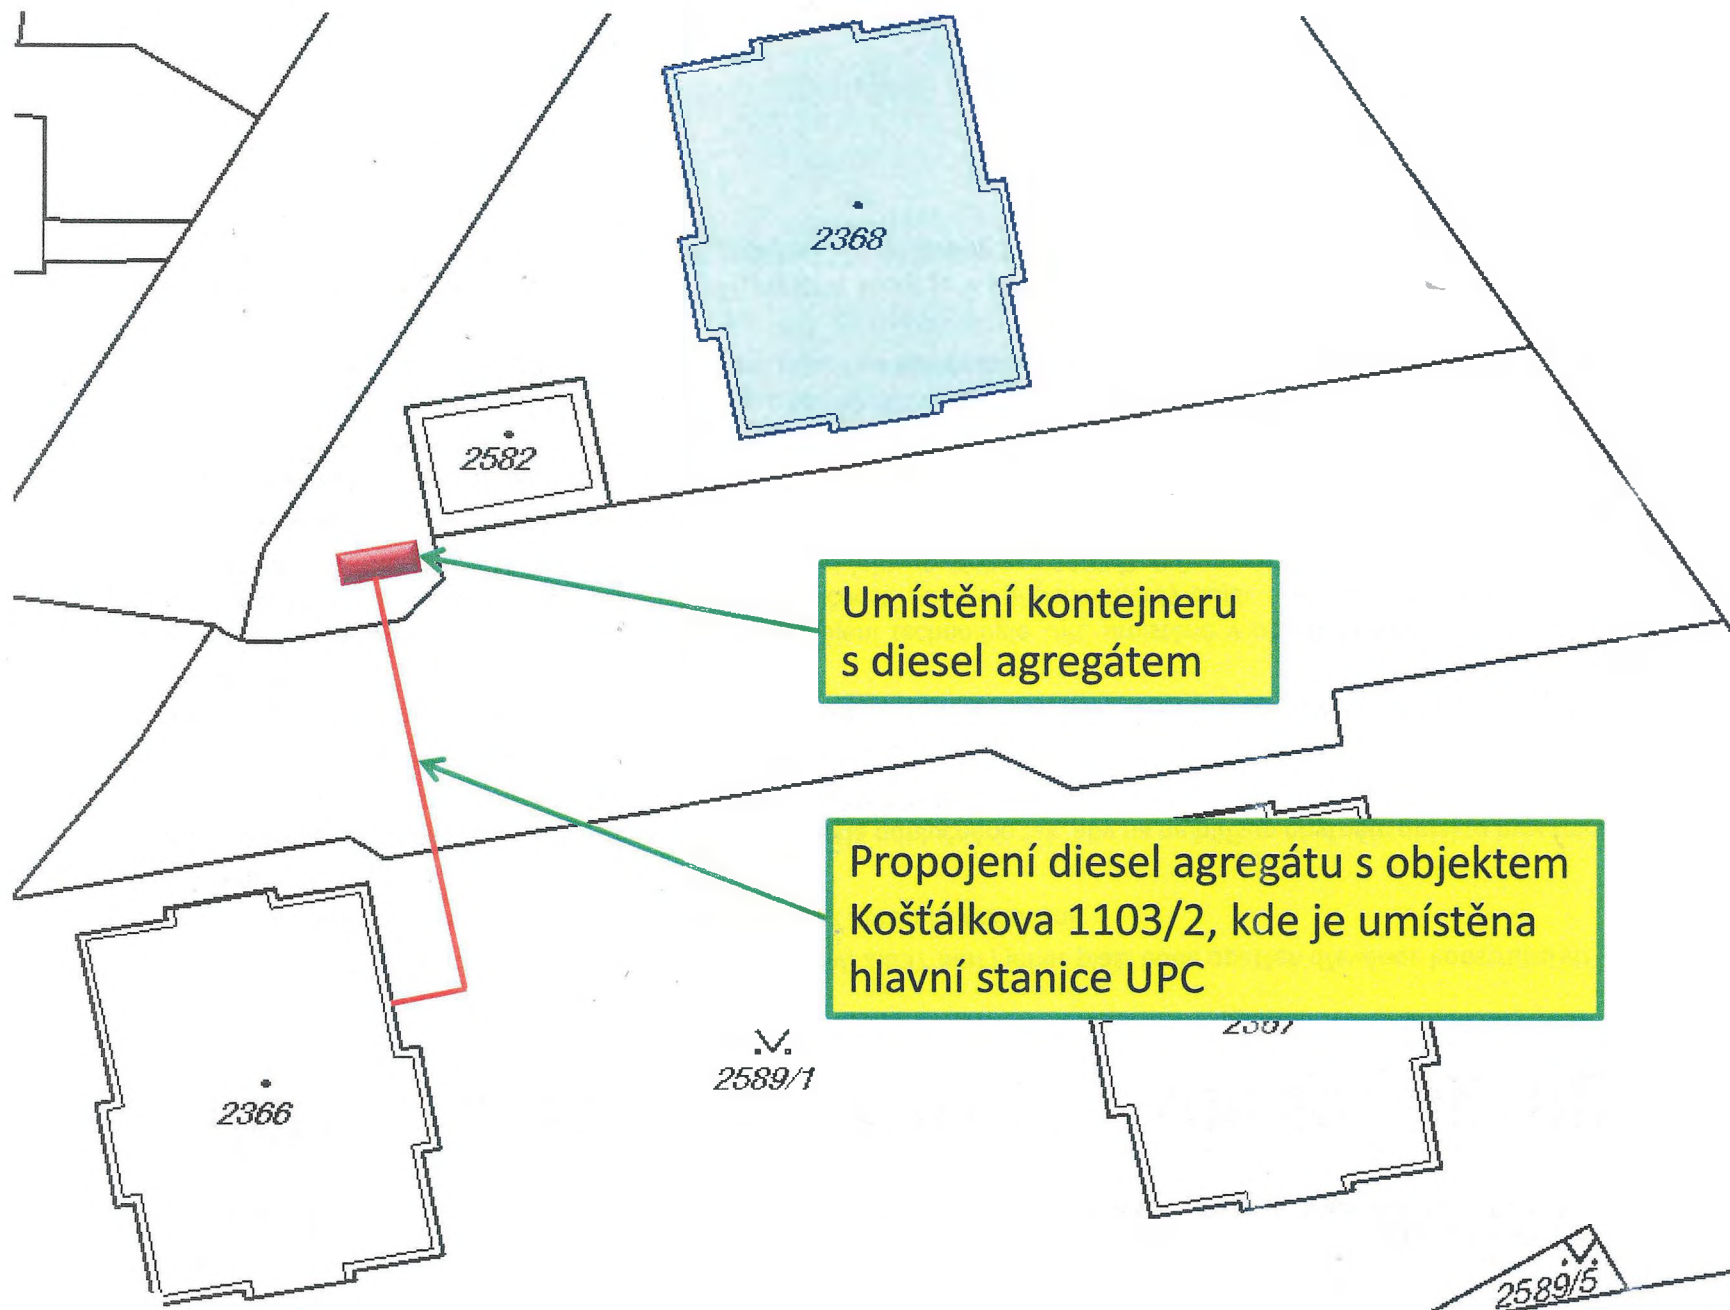 2368
2582
Umístění kontejneru
s diesel agregátem
Propojení diesel agregátu s objektem
Košťálkova 1103/2, kde je umístěna
hlavní stanice UPC
2367
2589/1
2366
2589/5